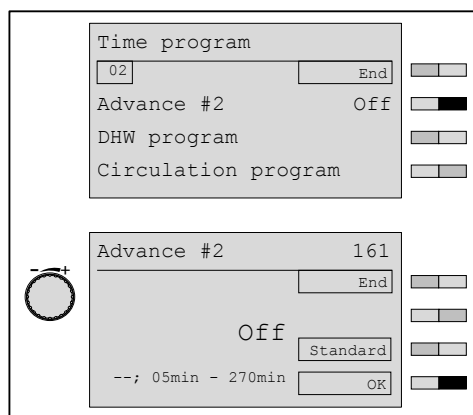 Time program
02 End
Advance #2 Off
DHW program
Circulation program
Advance #2 161
- +
End
Off
Standard
--; 05min - 270min OK